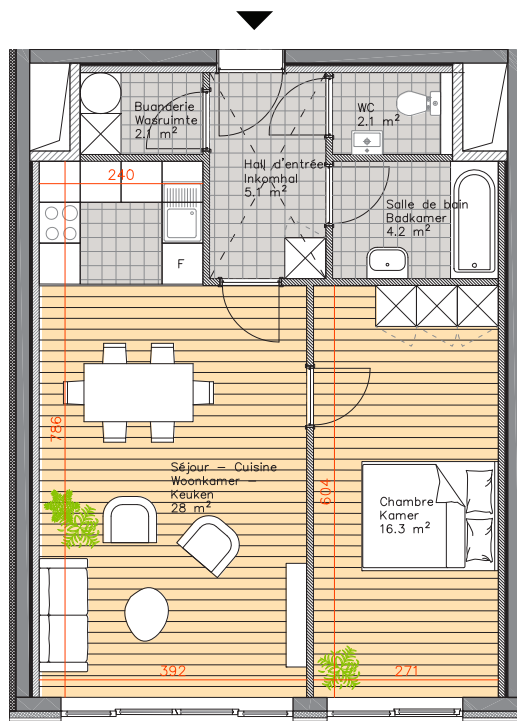 Buanderie
Wasruimte
2.1 m²
WC
2.1 m²
Hall d'entrée
Inkomhal
5.1 m²
240
Salle de bain
Badkamer
4.2 m²
F
786
Séjour – Cuisine
Woonkamer –
Keuken
28 m²
604
Chambre
Kamer
16.3 m²
392
271